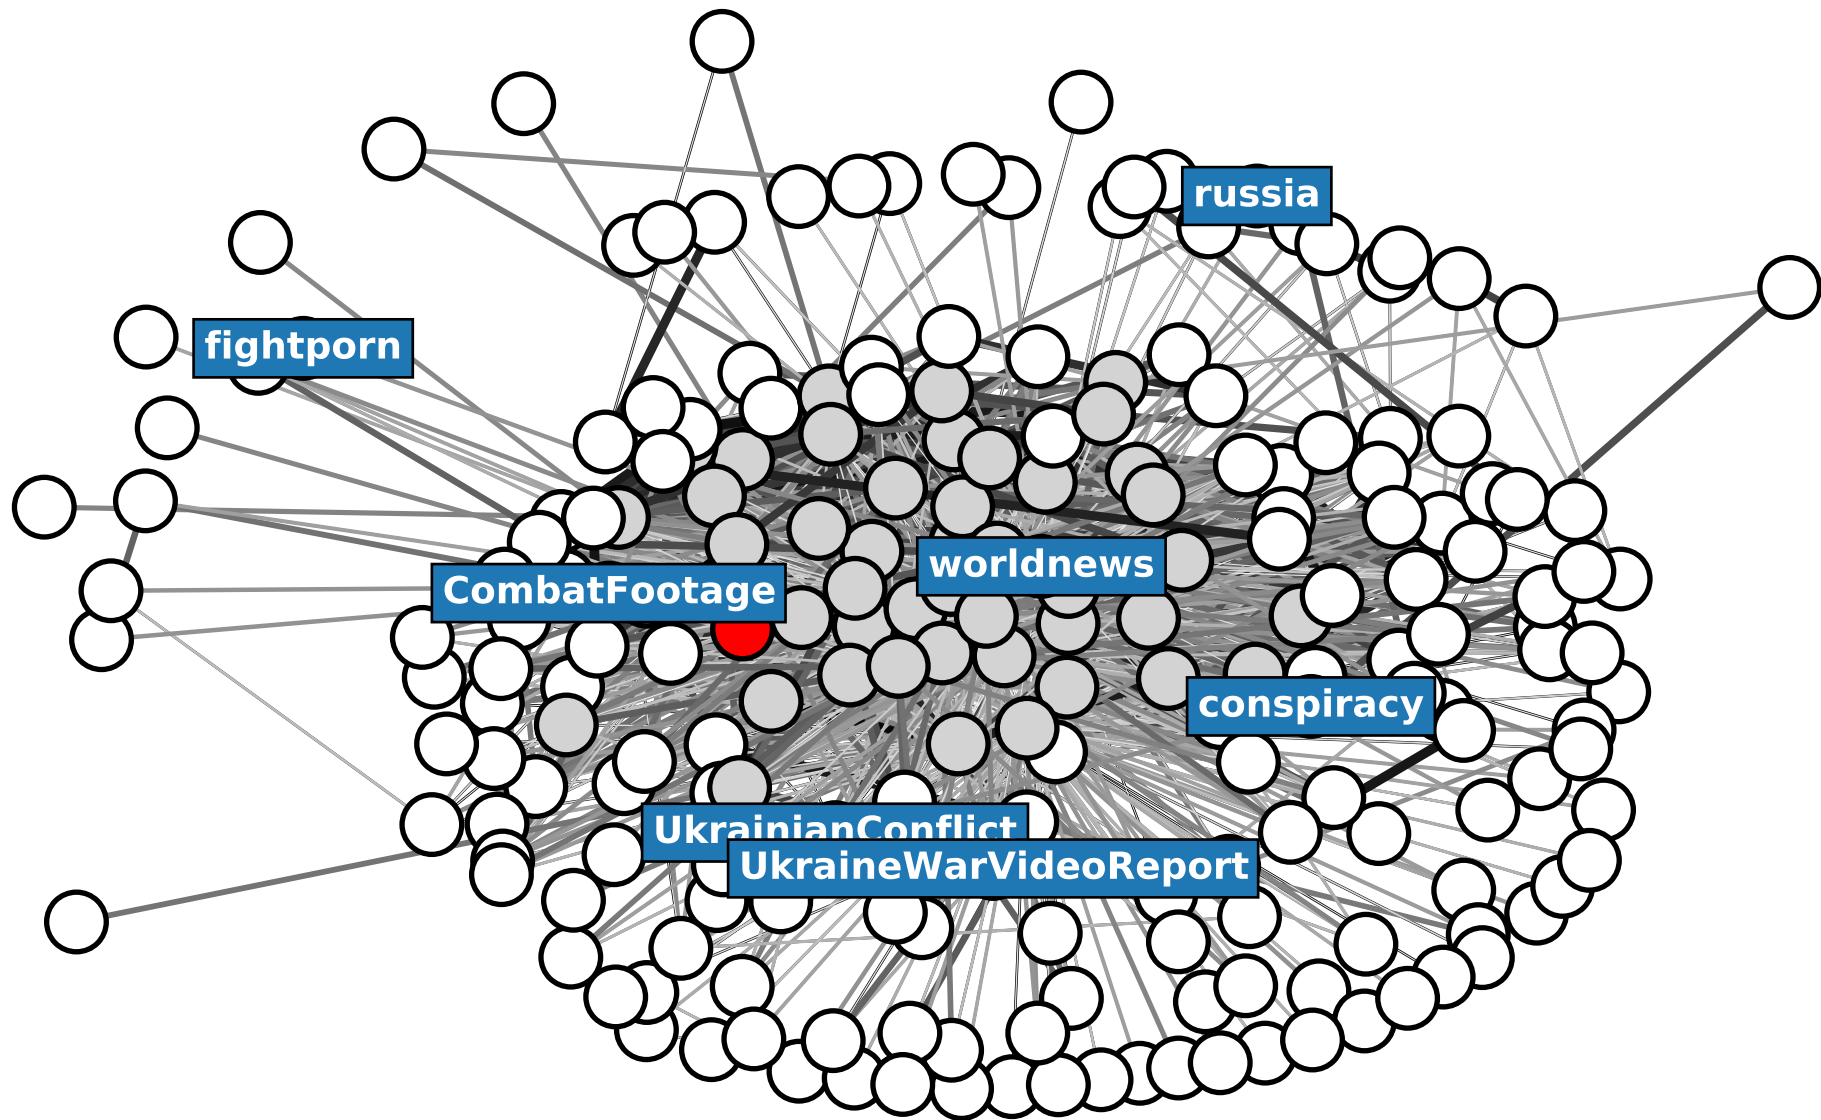 russia
fightporn
worldnews
CombatFootage
conspiracy
UkrainianConflict
UkraineWarVideoReport